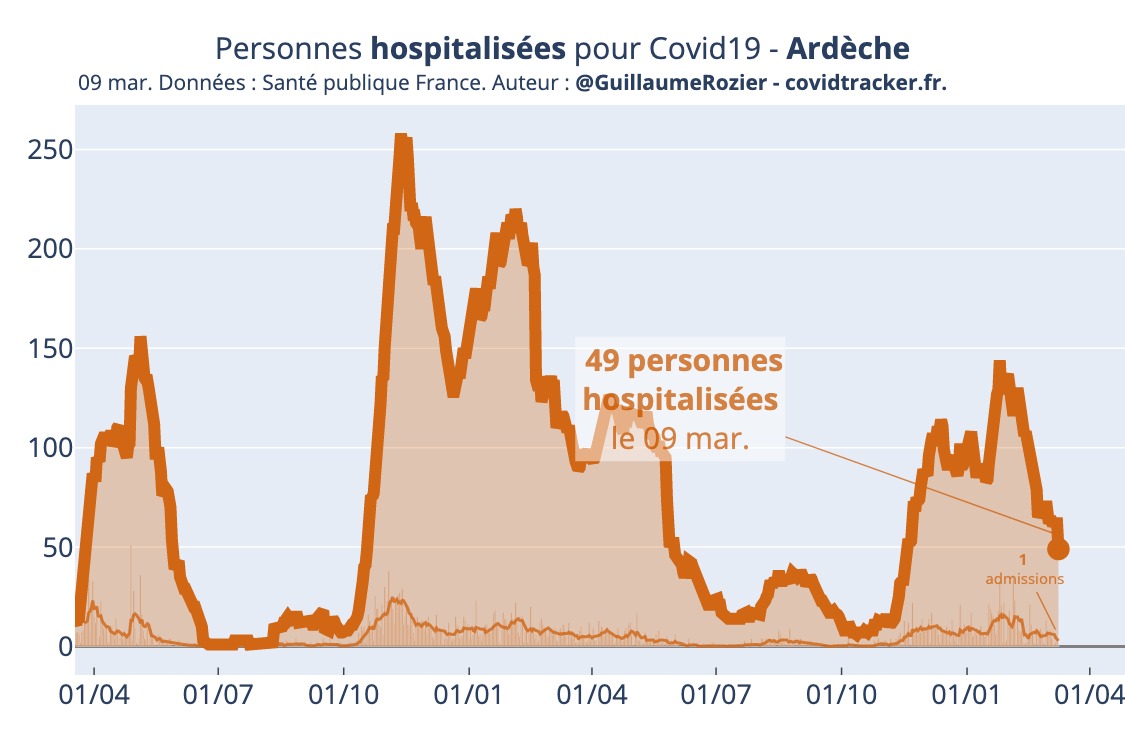 Personnes hospitalisées pour Covid19 - Ardèche
09 mar. Données : Santé publique France. Auteur : @GuillaumeRozier - covidtracker.fr.
250
200
150
100
50
0
49 personnes
hospitalisées
le 09 mar.
1
admissions
01/04 01/07 01/10 01/01 01/04 01/07 01/10 01/01 01/04